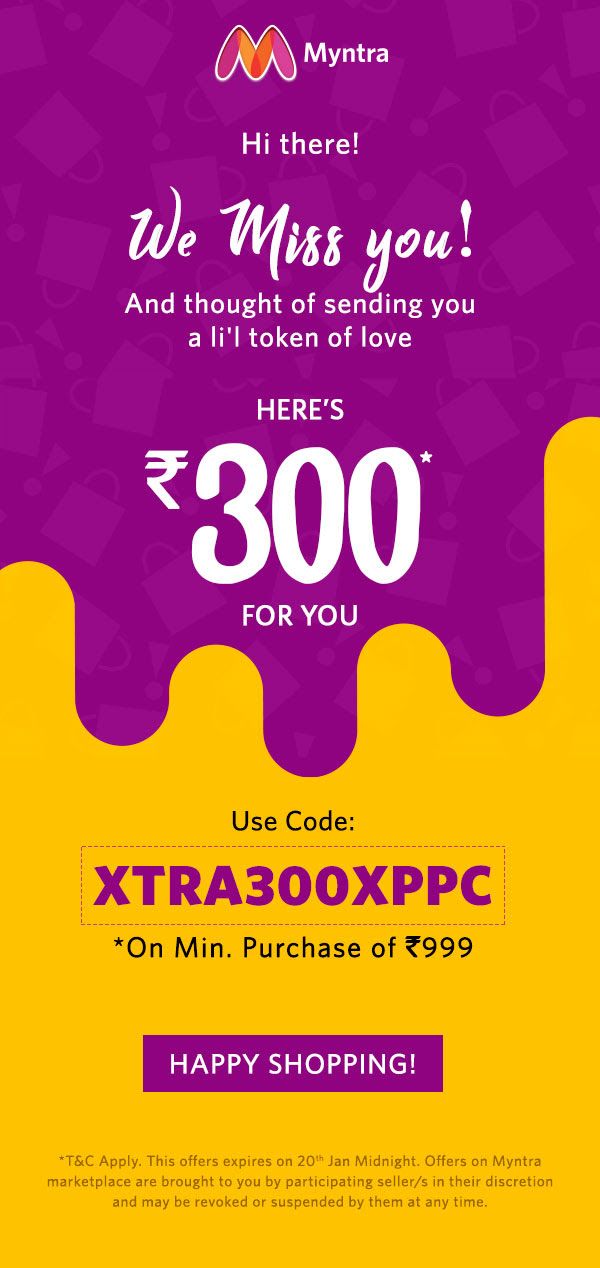 Myntra
Hi there!
We Miss you!
And thought of sending you
a li'l token of love
HERE'S
₹300*
FOR YOU
Use Code:
XTRA300XPPC
*On Min. Purchase of ₹999
HAPPY SHOPPING!
*T&C Apply. This offers expires on 20th Jan Midnight. Offers on Myntra
marketplace are brought to you by participating seller/s in their discretion
and may be revoked or suspended by them at any time.